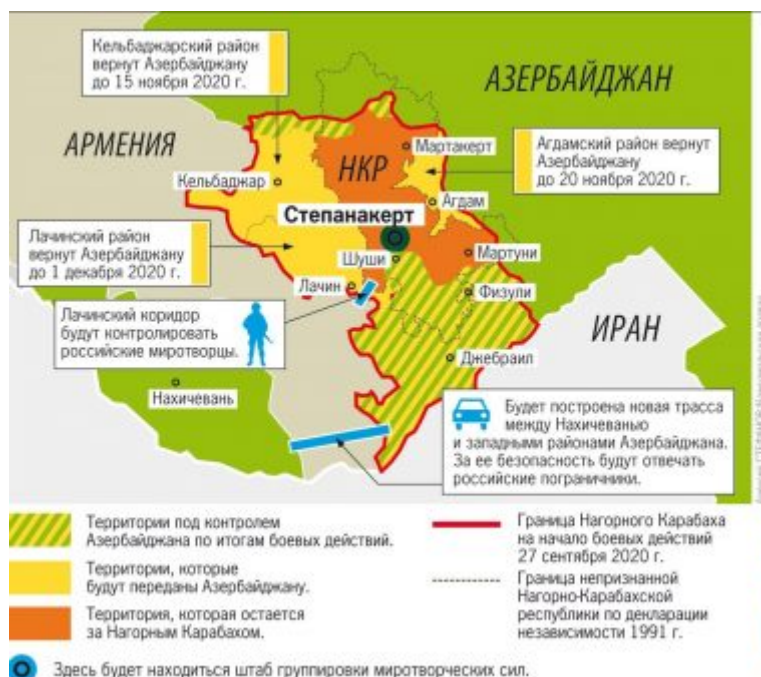 Кельбаджарский район
вернут Азербайджану
до 15 ноября 2020 г.
АЗЕРБАЙДЖАН
АРМЕНИЯ
Мартакерт
Агдамский район вернут
Азербайджану
до 20 ноября 2020 г.
НКР
Кельбаджар
Агдам
Степанакерт
Лачинский район
вернут Азербайджану
до 1 декабря 2020 г.
Шуши
Мартуни
Лачин
Физули
Лачинский коридор
будут контролировать
российские миротворцы.
ИРАН
Джебраил
Нахичевань
Будет построена новая трасса
между Нахичеванью
и западными районами Азербайджана.
За ее безопасность будут отвечать
российские пограничники.
Территории под контролем
Азербайджана по итогам боевых действий.
Территории, которые
будут переданы Азербайджану.
Территория, которая остается
за Нагорным Карабахом.
Граница Нагорного Карабаха
на начало боевых действий
27 сентября 2020 г.
Граница непризнанной
Нагорно-Карабахской
республики по декларации
независимости 1991 г.
Здесь будет находиться штаб группировки миротворческих сил.